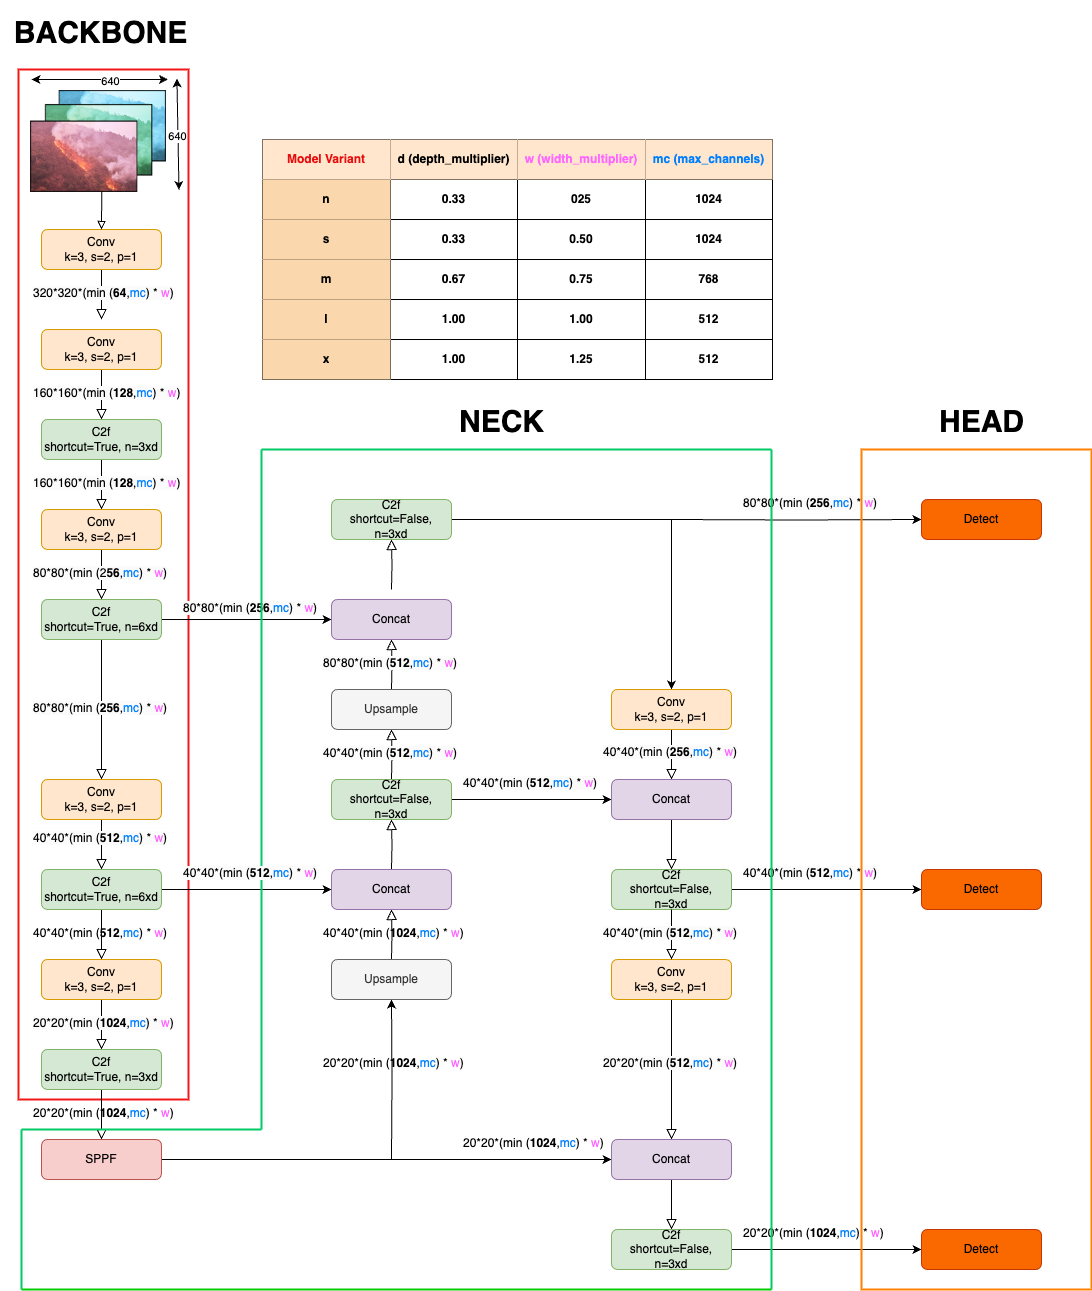 BACKBONE
640
640
Conv
k=3, s=2, p=1
320*320*(min (64,mc) * w)
Conv
k=3, s=2, p=1
160*160*(min (128,mc) * w)
C2f
shortcut=True, n=3xd
160*160*(min (128,mc) * w)
Conv
k=3, s=2, p=1
80*80*(min (256,mc) * w)
C2f
shortcut=True, n=6xd
80*80*(min (256,mc) * w)
80*80*(min (256,mc) * w)
Conv
k=3, s=2, p=1
40*40*(min (512,mc) * w)
C2f
shortcut=True, n=6xd
40*40*(min (512,mc) * w)
40*40*(min (512,mc) * w)
Conv
k=3, s=2, p=1
20*20*(min (1024,mc) * w)
C2f
shortcut=True, n=3xd
20*20*(min (1024,mc) * w)
SPPF
Model Variant d (depth_multiplier) w (width_multiplier) mc (max_channels)
n 0.33 025 1024
s 0.33 0.50 1024
m 0.67 0.75 768
l 1.00 1.00 512
x 1.00 1.25 512
NECK
C2f
shortcut=False,
n=3xd
Concat
80*80*(min (512,mc) * w)
Upsample
40*40*(min (512,mc) * w)
C2f
shortcut=False,
n=3xd
40*40*(min (512,mc) * w)
Concat
40*40*(min (1024,mc) * w)
Upsample
20*20*(min (1024,mc) * w)
20*20*(min (1024,mc) * w)
Conv
k=3, s=2, p=1
40*40*(min (256,mc) * w)
Concat
C2f
shortcut=False,
n=3xd
40*40*(min (512,mc) * w)
Conv
k=3, s=2, p=1
20*20*(min (512,mc) * w)
Concat
C2f
shortcut=False,
n=3xd
HEAD
80*80*(min (256,mc) * w)
Detect
40*40*(min (512,mc) * w)
Detect
20*20*(min (1024,mc) * w)
Detect